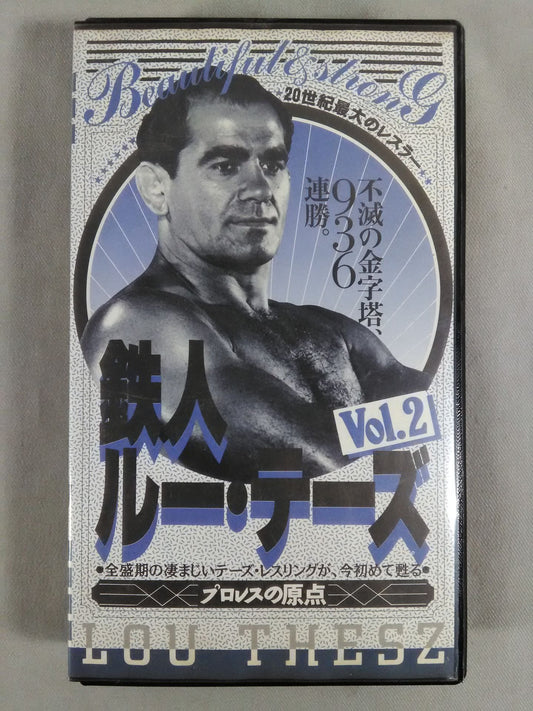 Beautiful & stronG
20世紀最大のレスラー
不滅の金字塔、
936
連勝。
鉄人
Vol.2
ルー・テーズ
●全盛期の凄まじいテーズ・レスリングが、今初めて甦る●
プロレスの原点
LOU THESZ